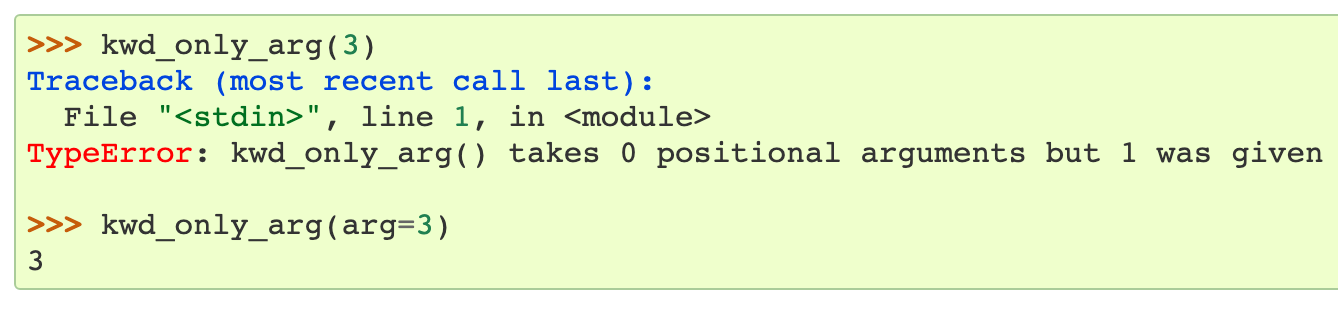 >>> kwd_only_arg(3)
Traceback (most recent call last):
  File "<stdin>", line 1, in <module>
TypeError: kwd_only_arg() takes 0 positional arguments but 1 was given

>>> kwd_only_arg(arg=3)
3